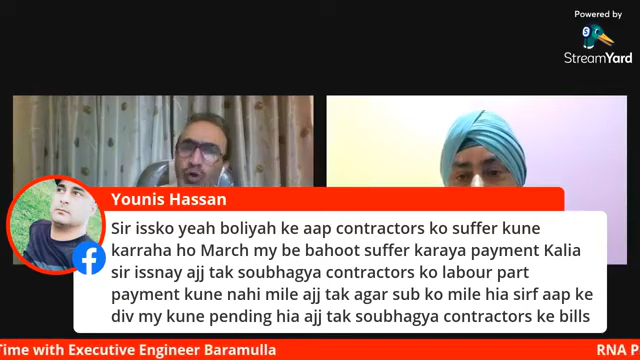 Powered by
StreamYard
Younis Hassan
Sir issko yeah boliyah ke aap contractors ko suffer kune
karraha ho March my be bahoot suffer karaya payment Kalia
sir issnay ajj tak soubhagya contractors ko labour part
payment kune nahi mile ajj tak agar sub ko mile hia sirf aap ke
div my kune pending hia ajj tak soubhagya contractors ke bills
Time with Executive Engineer Baramulla
RNA P